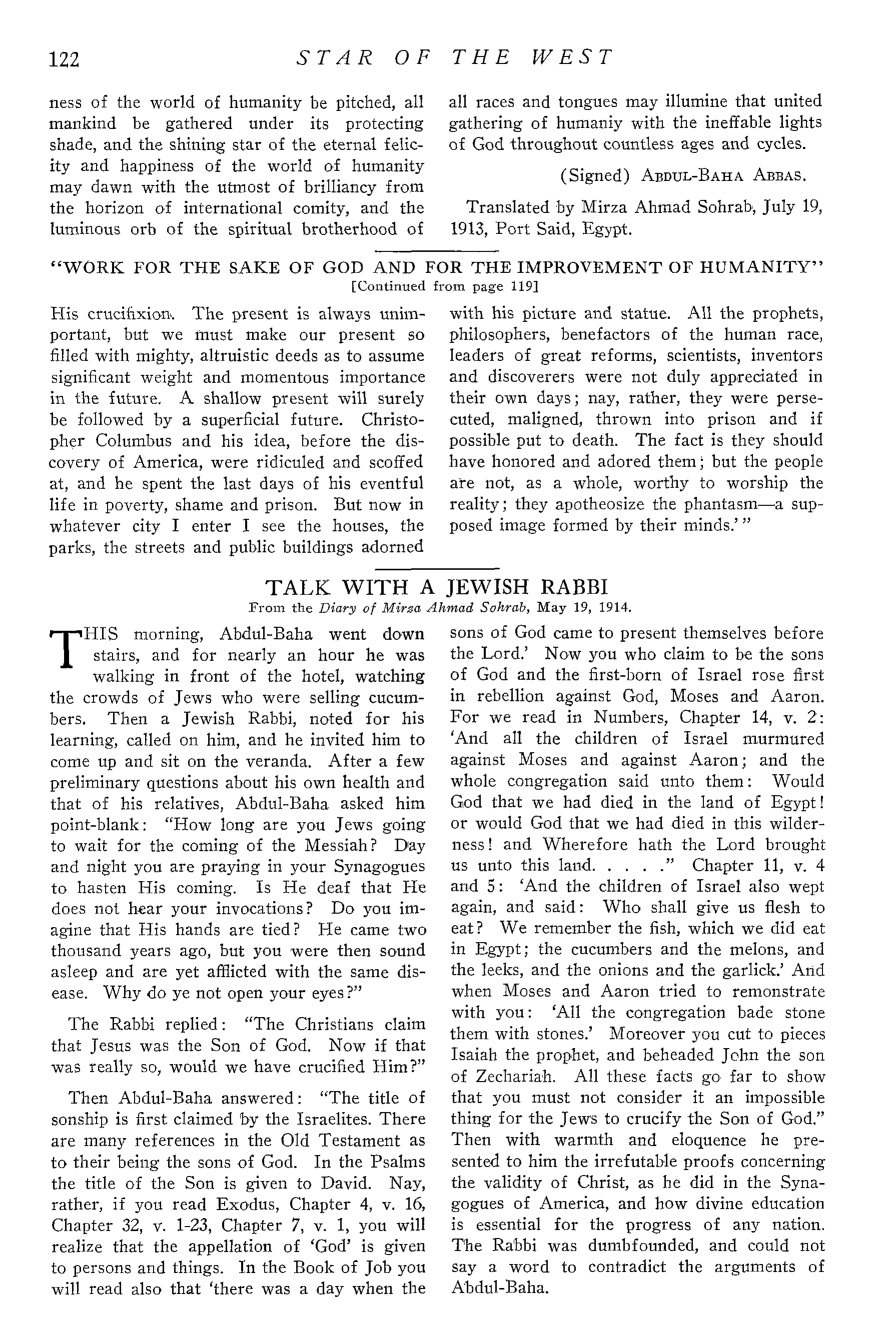 122
STAR OF THE WEST
ness of the world of humanity be pitched, all
mankind be gathered under its protecting
shade, and the shining star of the eternal felic-
ity and happiness of the world of humanity
may dawn with the utmost of brilliancy from
the horizon of international comity, and the
luminous orb of the spiritual brotherhood of
all races and tongues may illumine that united
gathering of humaniy with the ineffable lights
of God throughout countless ages and cycles.
(Signed) ABDUL-BAHA ABBAS.
Translated by Mirza Ahmad Sohrab, July 19,
1913, Port Said, Egypt.
"WORK FOR THE SAKE OF GOD AND FOR THE IMPROVEMENT OF HUMANITY"
[Continued from page 119]
His crucifixion. The present is always unim-
portant, but we must make our present so
filled with mighty, altruistic deeds as to assume
significant weight and momentous importance
in the future. A shallow present will surely
be followed by a superficial future. Christo-
pher Columbus and his idea, before the dis-
covery of America, were ridiculed and scoffed
at, and he spent the last days of his eventful
life in poverty, shame and prison. But now in
whatever city I enter I see the houses, the
parks, the streets and public buildings adorned
with his picture and statue. All the prophets,
philosophers, benefactors of the human race,
leaders of great reforms, scientists, inventors
and discoverers were not duly appreciated in
their own days; nay, rather, they were perse-
cuted, maligned, thrown into prison and if
possible put to death. The fact is they should
have honored and adored them; but the people
are not, as a whole, worthy to worship the
reality; they apotheosize the phantasm—a sup-
posed image formed by their minds.' "
TALK WITH A JEWISH RABBI
From the Diary of Mirza Ahmad Sohrab, May 19, 1914.
THIS morning, Abdul-Baha went down
stairs, and for nearly an hour he was
walking in front of the hotel, watching
the crowds of Jews who were selling cucum-
bers. Then a Jewish Rabbi, noted for his
learning, called on him, and he invited him to
come up and sit on the veranda. After a few
preliminary questions about his own health and
that of his relatives, Abdul-Baha asked him
point-blank: "How long are you Jews going
to wait for the coming of the Messiah? Day
and night you are praying in your Synagogues
to hasten His coming. Is He deaf that He
does not hear your invocations? Do you im-
agine that His hands are tied? He came two
thousand years ago, but you were then sound
asleep and are yet afflicted with the same dis-
ease. Why do ye not open your eyes?"
The Rabbi replied: "The Christians claim
that Jesus was the Son of God. Now if that
was really so, would we have crucified Him?"
Then Abdul-Baha answered: "The title of
sonship is first claimed by the Israelites. There
are many references in the Old Testament as
to their being the sons of God. In the Psalms
the title of the Son is given to David. Nay,
rather, if you read Exodus, Chapter 4, v. 16,
Chapter 32, v. 1-23, Chapter 7, v. 1, you will
realize that the appellation of 'God' is given
to persons and things. In the Book of Job you
will read also that 'there was a day when the
sons of God came to present themselves before
the Lord.' Now you who claim to be the sons
of God and the first-born of Israel rose first
in rebellion against God, Moses and Aaron.
For we read in Numbers, Chapter 14, v. 2:
'And all the children of Israel murmured
against Moses and against Aaron; and the
whole congregation said unto them: Would
God that we had died in the land of Egypt!
or would God that we had died in this wilder-
ness! and Wherefore hath the Lord brought
us unto this land. . . . ." Chapter 11, v. 4
and 5: 'And the children of Israel also wept
again, and said: Who shall give us flesh to
eat? We remember the fish, which we did eat
in Egypt; the cucumbers and the melons, and
the leeks, and the onions and the garlick.' And
when Moses and Aaron tried to remonstrate
with you: 'All the congregation bade stone
them with stones.' Moreover you cut to pieces
Isaiah the prophet, and beheaded John the son
of Zechariah. All these facts go far to show
that you must not consider it an impossible
thing for the Jews to crucify the Son of God."
Then with warmth and eloquence he pre-
sented to him the irrefutable proofs concerning
the validity of Christ, as he did in the Syna-
gogues of America, and how divine education
is essential for the progress of any nation.
The Rabbi was dumbfounded, and could not
say a word to contradict the arguments of
Abdul-Baha.